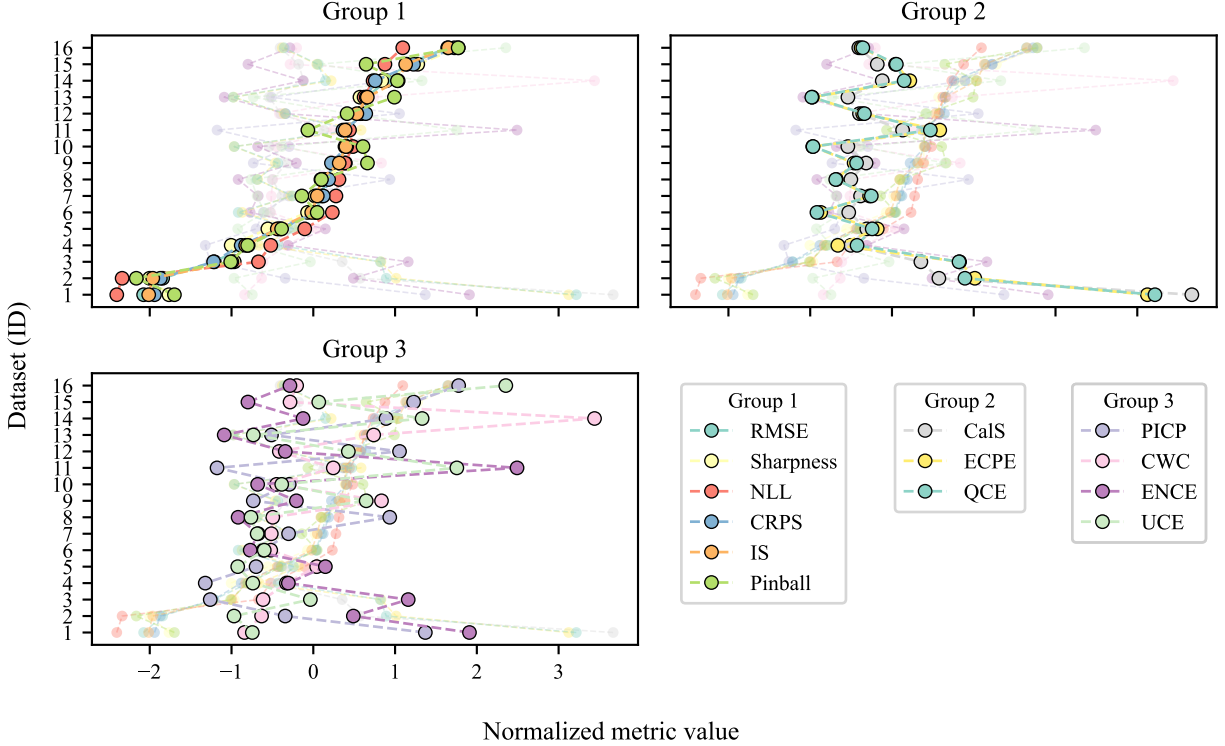 Group 1
Group 2
16
15
14
13
12
11
10
9
8
7
6
5
4
3
2
1
Dataset (ID)
Group 3
16
15
14
13
12
11
10
9
8
7
6
5
4
3
2
1
−2 −1 0 1 2 3
Normalized metric value
Group 1
RMSE
Sharpness
NLL
CRPS
IS
Pinball
Group 2
CalS
ECPE
QCE
Group 3
PICP
CWC
ENCE
UCE